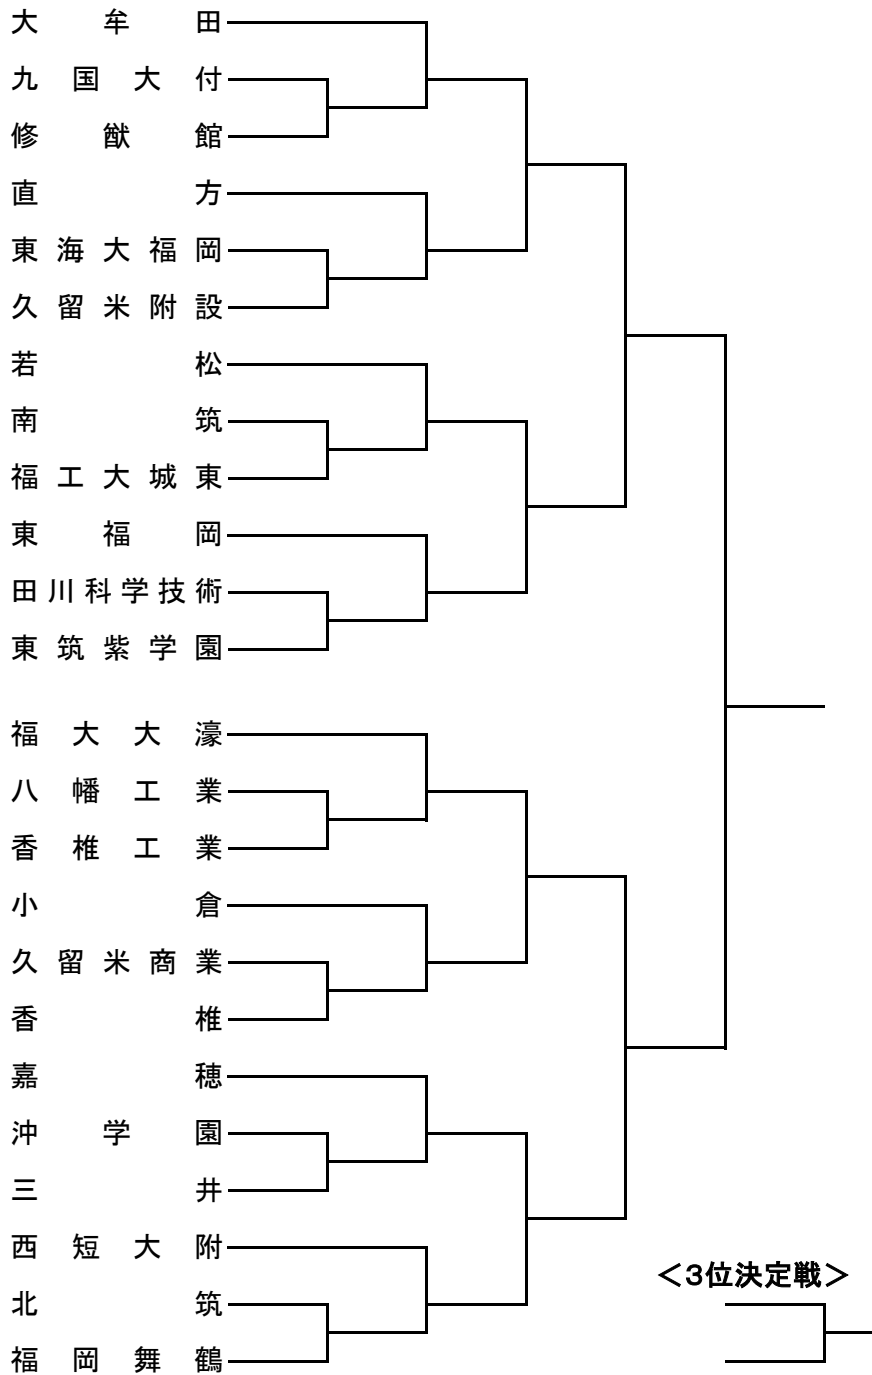 大牟田
九国大付
修猷館
直方
東海大福岡
久留米附設
若松
南筑
福工大城東
東福岡
田川科学技術
東筑紫学園
福大大濠
八幡工業
香椎工業
小倉
久留米商業
香椎
嘉穂
沖学園
三井
西短大附
＜3位決定戦＞
北筑
福岡舞鶴